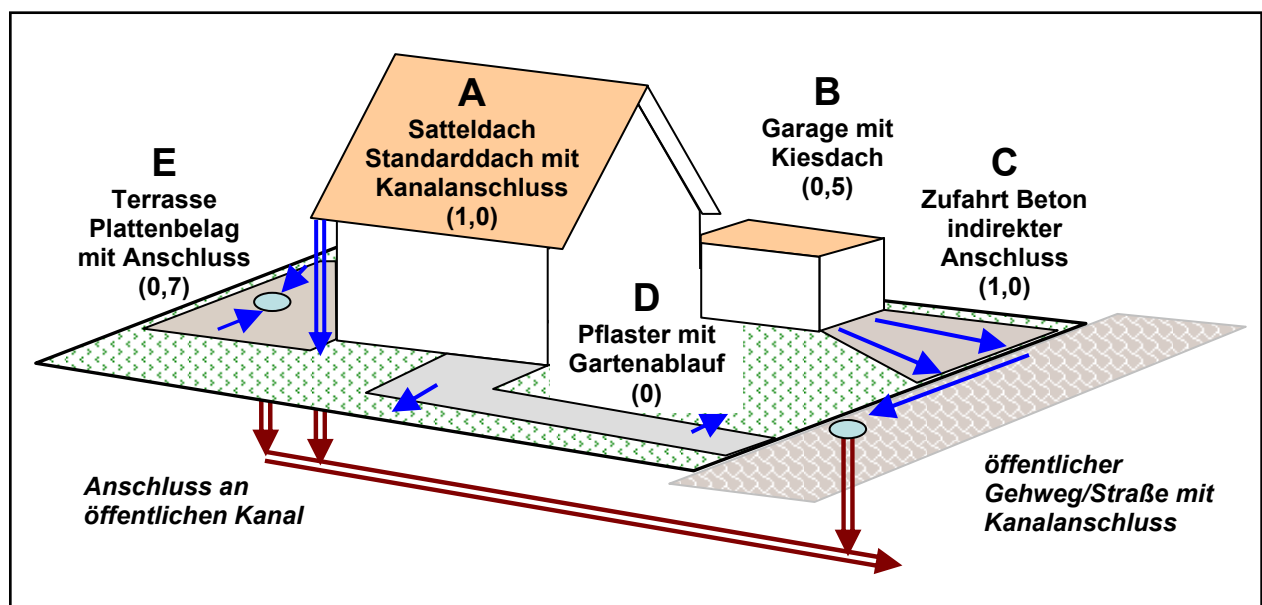 A
Satteldach
Standarddach mit
Kanalanschluss
(1,0)
B
Garage mit
Kiesdach
(0,5)
C
Zufahrt Beton
indirekter
Anschluss
(1,0)
E
Terrasse
Plattenbelag
mit Anschluss
(0,7)
D
Pflaster mit
Gartenablauf
(0)
Anschluss an
öffentlichen Kanal
öffentlicher
Gehweg/Straße mit
Kanalanschluss